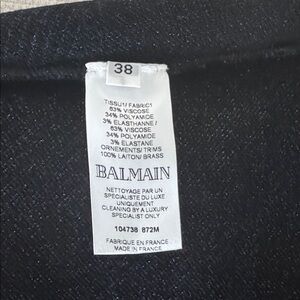 38
TISSU1/ FABRIC1
63% VISCOSE
34% POLYAMIDE
3% ELASTHANNE /
63% VISCOSE
34% POLYAMIDE
3% ELASTANE
ORNEMENTS/ TRIMS
100% LAITON/ BRASS
BALMAIN
NETTOYAGE PAR UN
SPECIALISTE DU LUXE
UNIQUEMENT
CLEANING BY A LUXURY
SPECIALIST ONLY
104738 872M
FABRIQUE EN FRANCE
MADE IN FRANCE